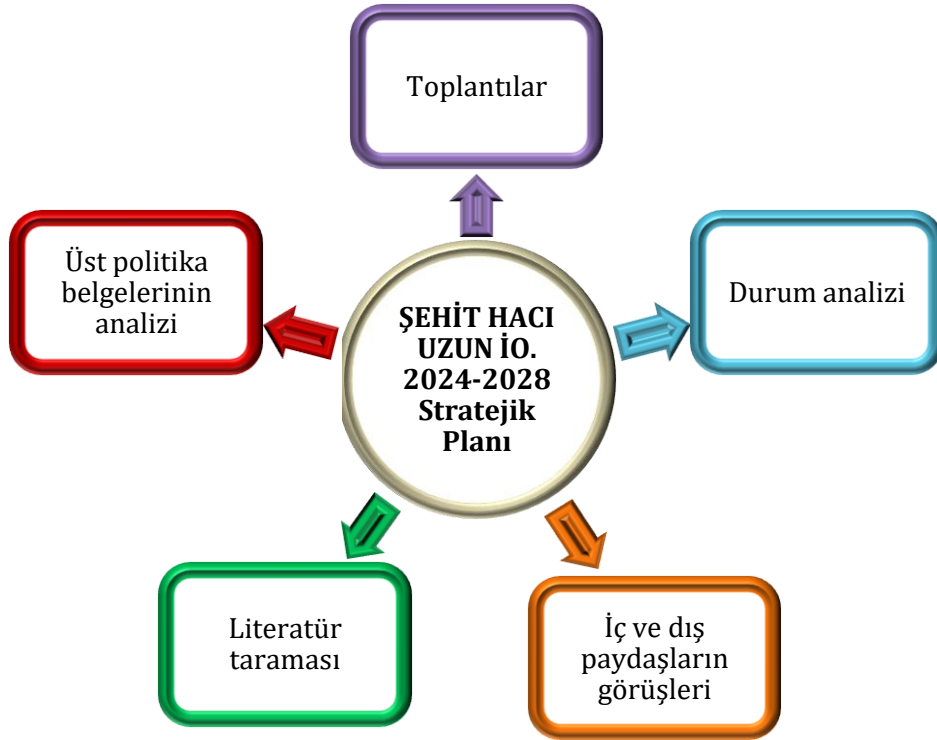 Toplantılar
Üst politika
belgelerinin
analizi
ŞEHİT HACI
UZUN İO.
2024-2028
Stratejik
Planı
Durum analizi
Literatür
taraması
İç ve dış
paydaşların
görüşleri